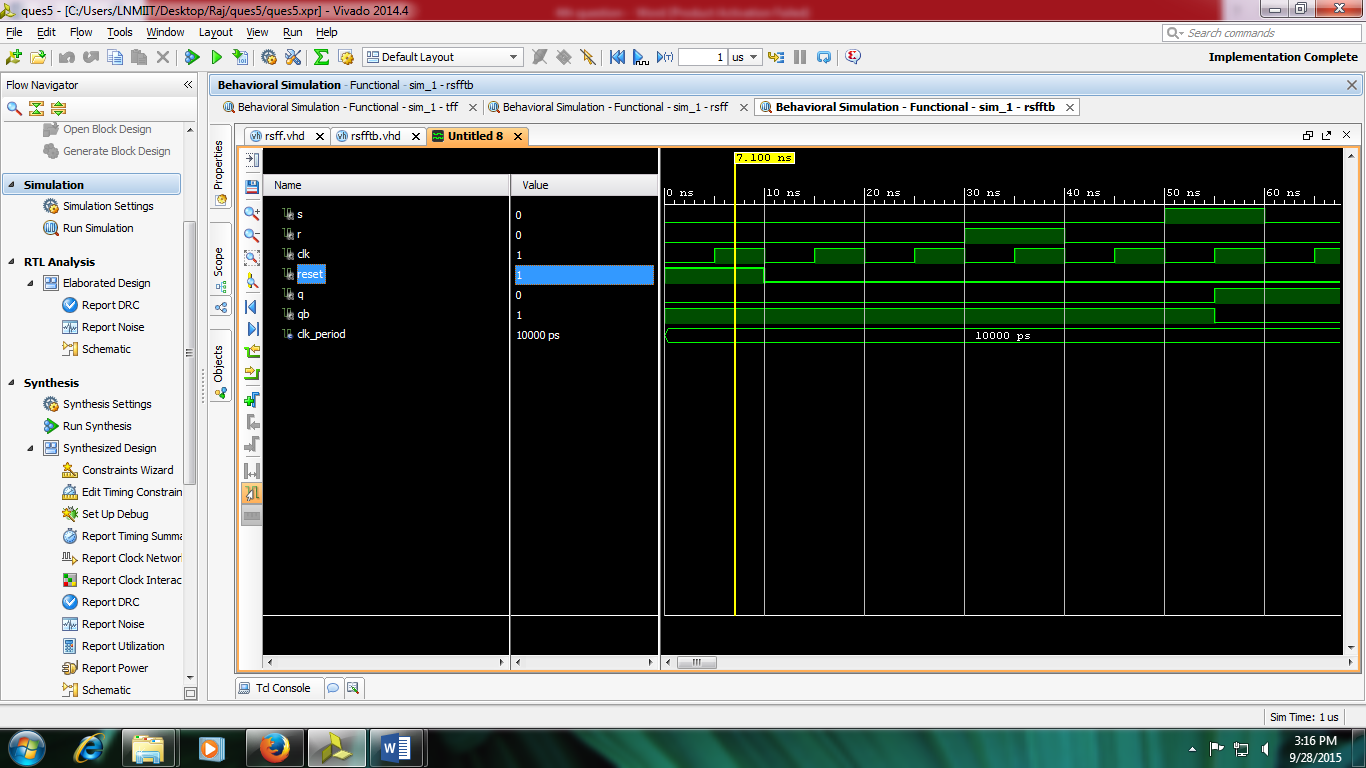 ques5 - [C:/Users/LNMIIT/Desktop/Raj/ques5/ques5.xpr] - Vivado 2014.4
File Edit Flow Tools Window Layout View Run Help
Search commands
Default Layout 1 us Implementation Complete
Flow Navigator
Behavioral Simulation - Functional - rsfftb
Behavioral Simulation - Functional - sim_1 - tff
Behavioral Simulation - Functional - sim_1 - rsff
Behavioral Simulation - Functional - sim_1 - rsfftb
rsff.vhd
rsfftb.vhd
Untitled 8
Open Block Design
Generate Block Design
Simulation
Simulation Settings
Run Simulation
RTL Analysis
Elaborated Design
Report DRC
Report Noise
Schematic
Synthesis
Synthesis Settings
Run Synthesis
Synthesized Design
Constraints Wizard
Edit Timing Constrain
Set Up Debug
Report Timing Summa
Report Clock Networ
Report Clock Interac
Report DRC
Report Noise
Report Utilization
Report Power
Schematic
Properties
Scope
Objects
Name Value
s 0
r 0
clk 1
reset 1
q 0
qb 1
clk_period 10000 ps
7.100 ns
0 ns 10 ns 20 ns 30 ns 40 ns 50 ns 60 ns
10000 ps
Tcl Console
Sim Time: 1 us
3:16 PM
9/28/2015